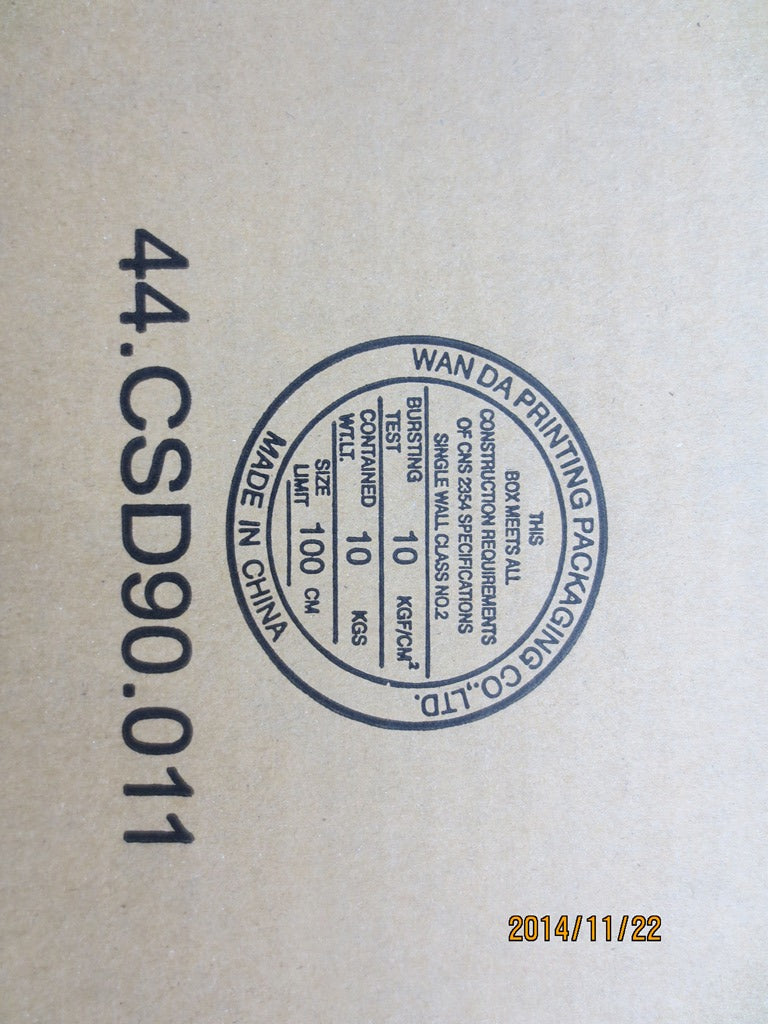 WAN DA PRINTING PACKAGING CO.,LTD.
THIS
BOX MEETS ALL
CONSTRUCTION REQUIREMENTS
OF CNS 2354 SPECIFICATIONS
SINGLE WALL CLASS NO.2
BURSTING TEST 10 KGF/CM²
CONTAINED WT.LT. 10 KGS
SIZE LIMIT 100 CM
MADE IN CHINA
44.CSD90.011
2014/11/22